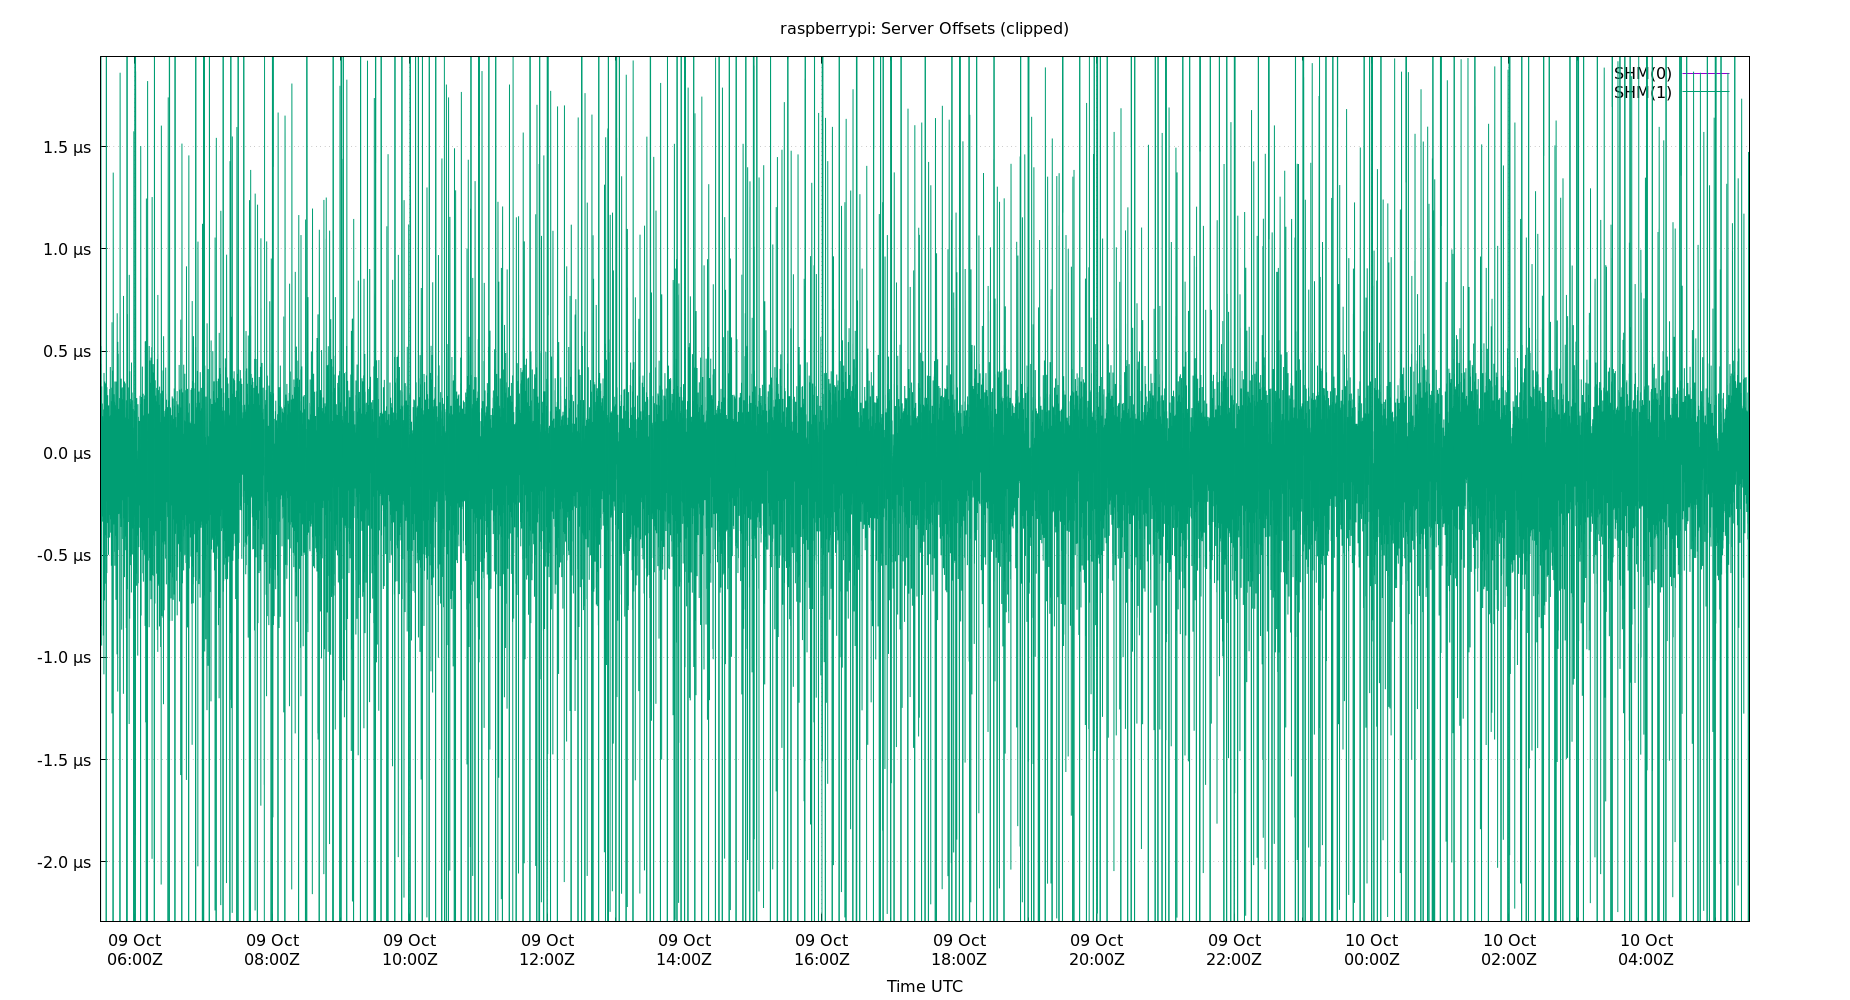 raspberrypi: Server Offsets (clipped)
SHM(0)
SHM(1)
1.5 µs
1.0 µs
0.5 µs
0.0 µs
-0.5 µs
-1.0 µs
-1.5 µs
-2.0 µs
09 Oct 09 Oct 09 Oct 09 Oct 09 Oct 09 Oct 09 Oct 09 Oct 09 Oct 10 Oct 10 Oct 10 Oct
06:00Z 08:00Z 10:00Z 12:00Z 14:00Z 16:00Z 18:00Z 20:00Z 22:00Z 00:00Z 02:00Z 04:00Z
Time UTC